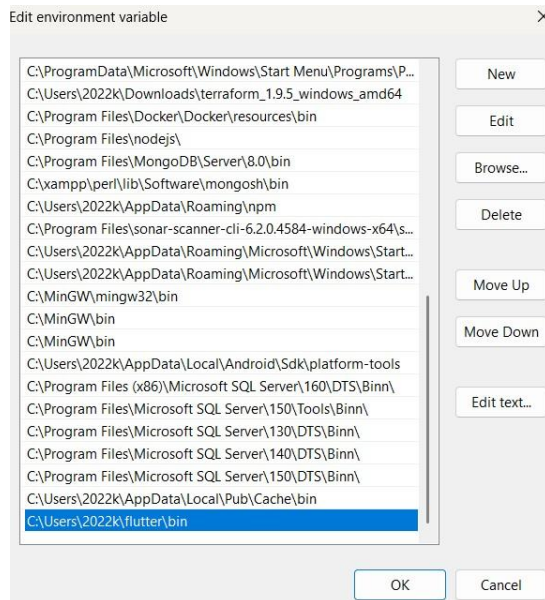 Edit environment variable
C:\ProgramData\Microsoft\Windows\Start Menu\Programs\P...
C:\Users\2022k\Downloads\terraform_1.9.5_windows_amd64
C:\Program Files\Docker\Docker\resources\bin
C:\Program Files\nodejs\
C:\Program Files\MongoDB\Server\8.0\bin
C:\xampp\perl\lib\Software\mongosh\bin
C:\Users\2022k\AppData\Roaming\npm
C:\Program Files\sonar-scanner-cli-6.2.0.4584-windows-x64\s...
C:\Users\2022k\AppData\Roaming\Microsoft\Windows\Start...
C:\Users\2022k\AppData\Roaming\Microsoft\Windows\Start...
C:\MinGW\mingw32\bin
C:\MinGW\bin
C:\MinGW\bin
C:\Users\2022k\AppData\Local\Android\Sdk\platform-tools
C:\Program Files (x86)\Microsoft SQL Server\160\DTS\Binn\
C:\Program Files\Microsoft SQL Server\150\Tools\Binn\
C:\Program Files\Microsoft SQL Server\130\DTS\Binn\
C:\Program Files\Microsoft SQL Server\140\DTS\Binn\
C:\Program Files\Microsoft SQL Server\150\DTS\Binn\
C:\Users\2022k\AppData\Local\Pub\Cache\bin
C:\Users\2022k\flutter\bin
New
Edit
Browse...
Delete
Move Up
Move Down
Edit text...
OK
Cancel